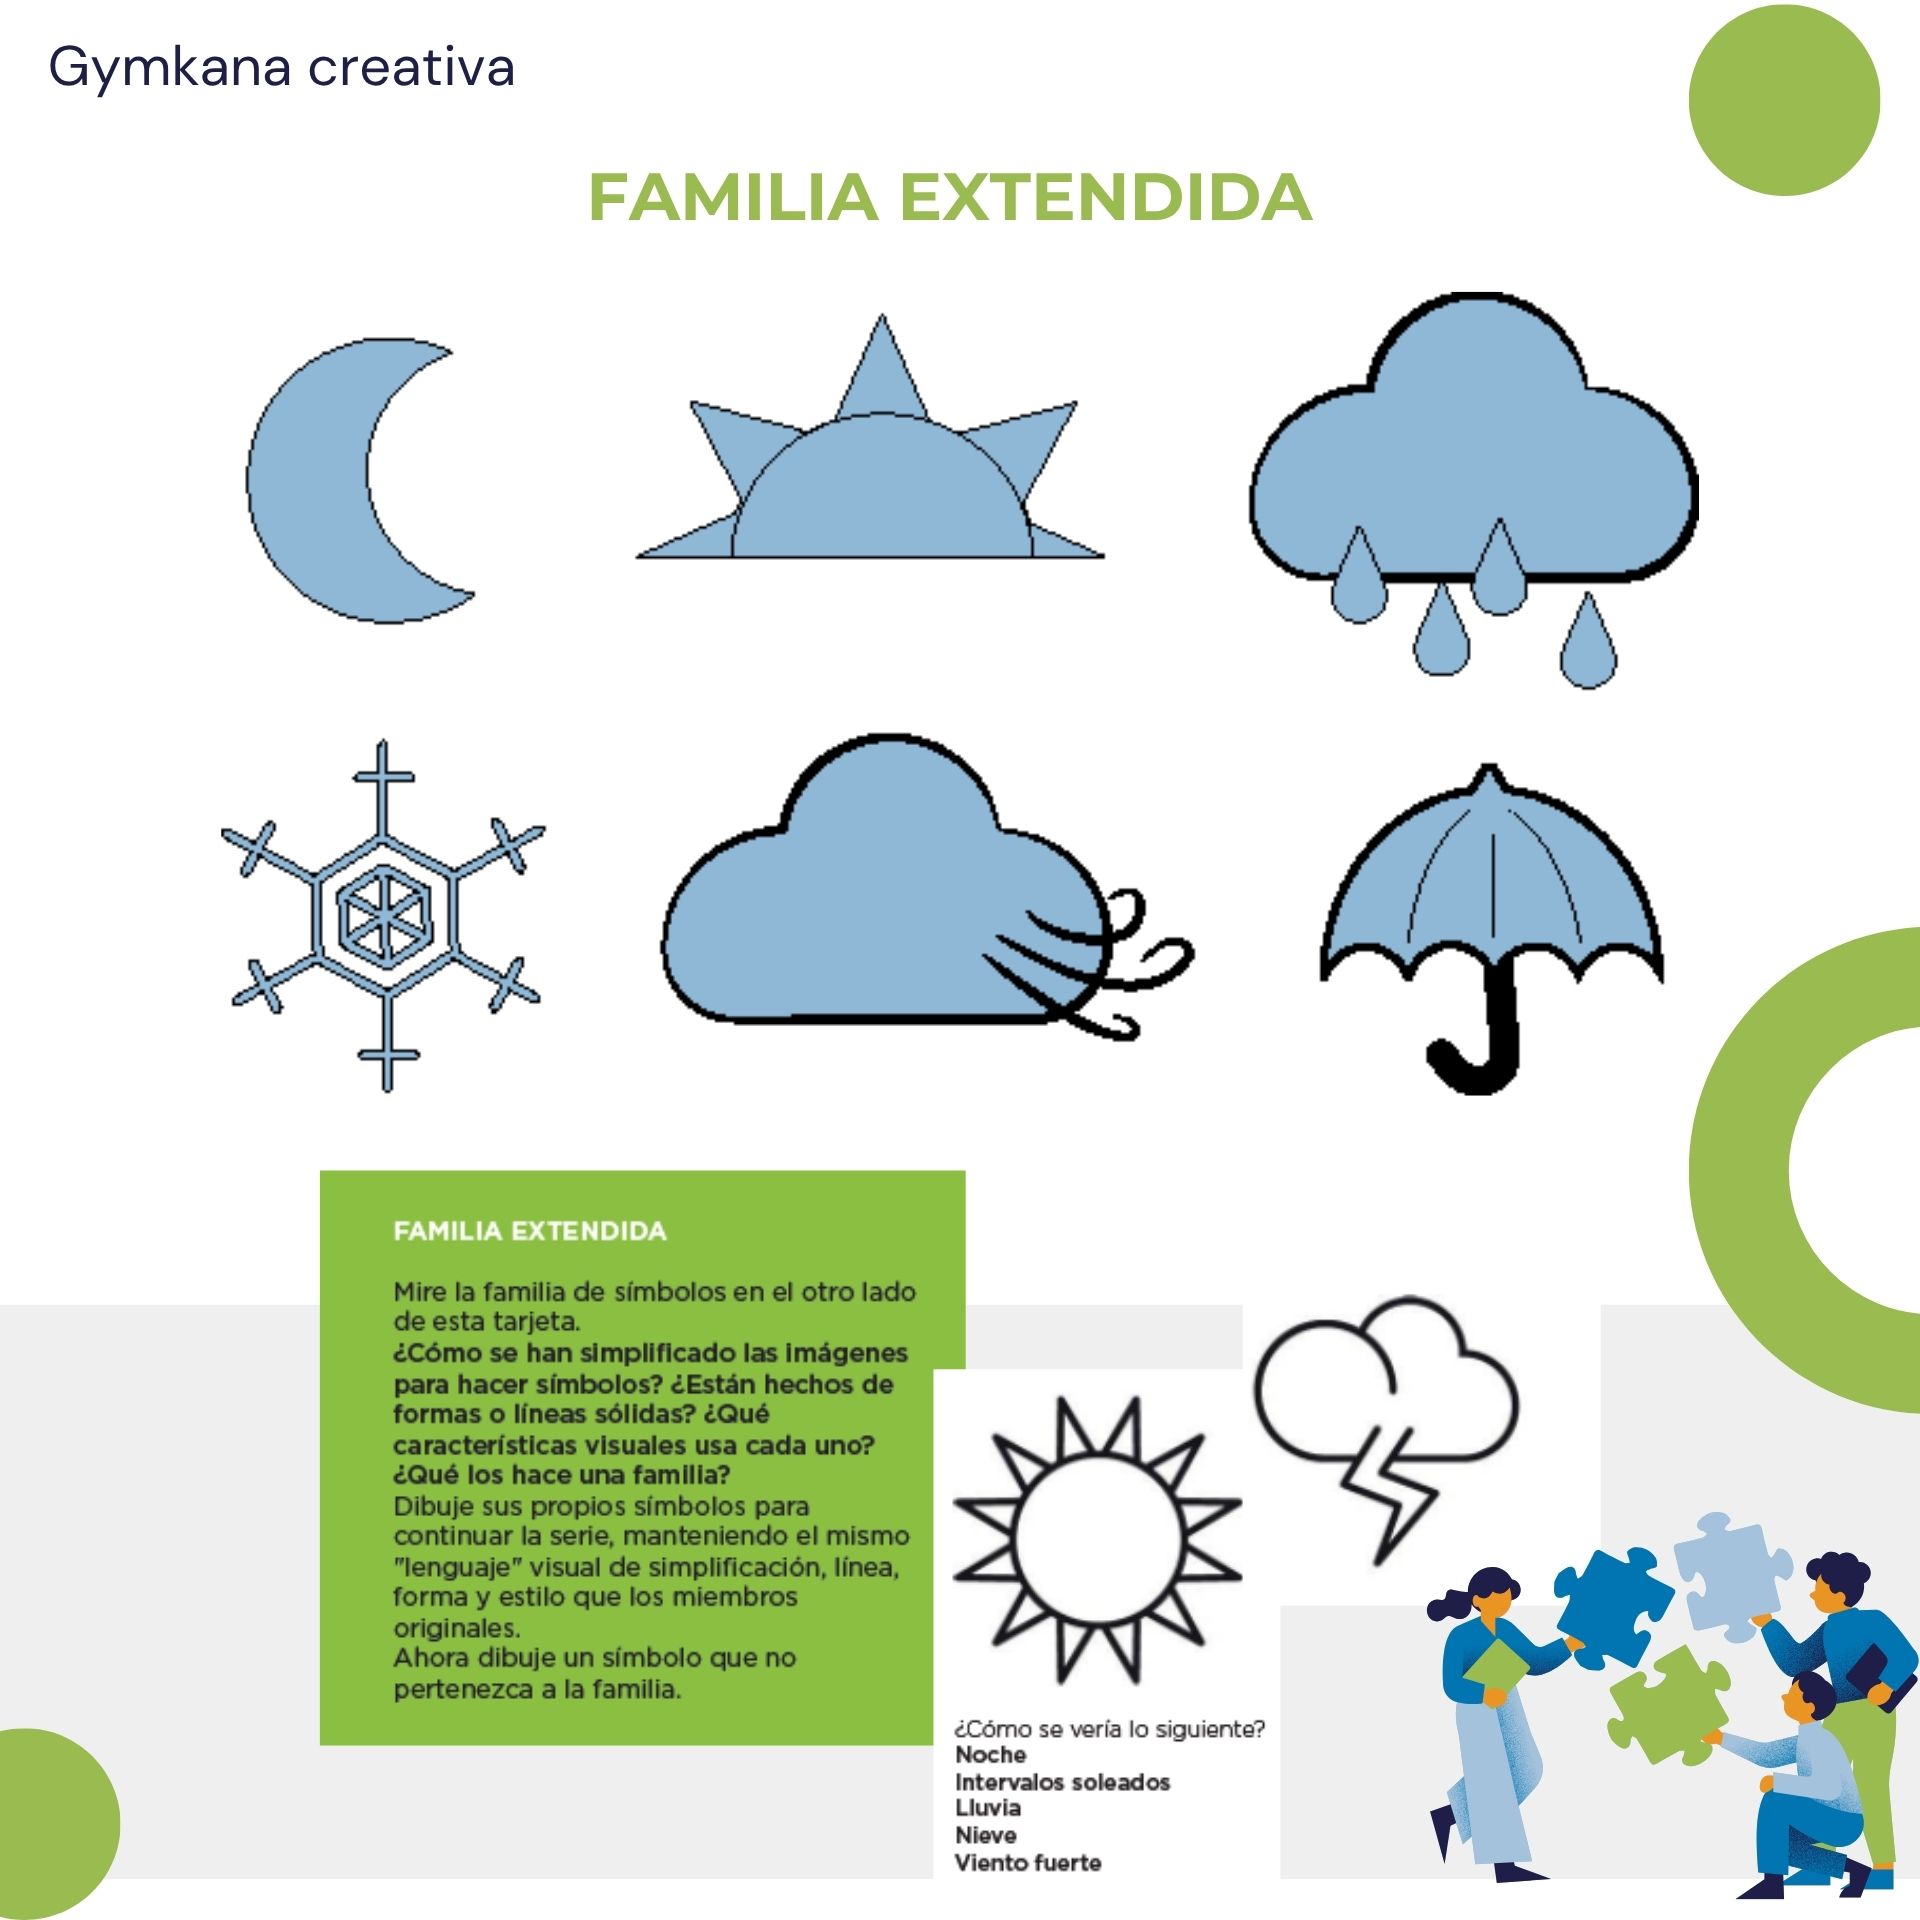 Gymkana creativa
FAMILIA EXTENDIDA
FAMILIA EXTENDIDA
Mire la familia de símbolos en el otro lado
de esta tarjeta.
¿Cómo se han simplificado las imágenes
para hacer símbolos? ¿Están hechos de
formas o líneas sólidas? ¿Qué
características visuales usa cada uno?
¿Qué los hace una familia?
Dibuje sus propios símbolos para
continuar la serie, manteniendo el mismo
"lenguaje" visual de simplificación, línea,
forma y estilo que los miembros
originales.
Ahora dibuje un símbolo que no
pertenezca a la familia.
¿Cómo se vería lo siguiente?
Noche
Intervalos soleados
Lluvia
Nieve
Viento fuerte